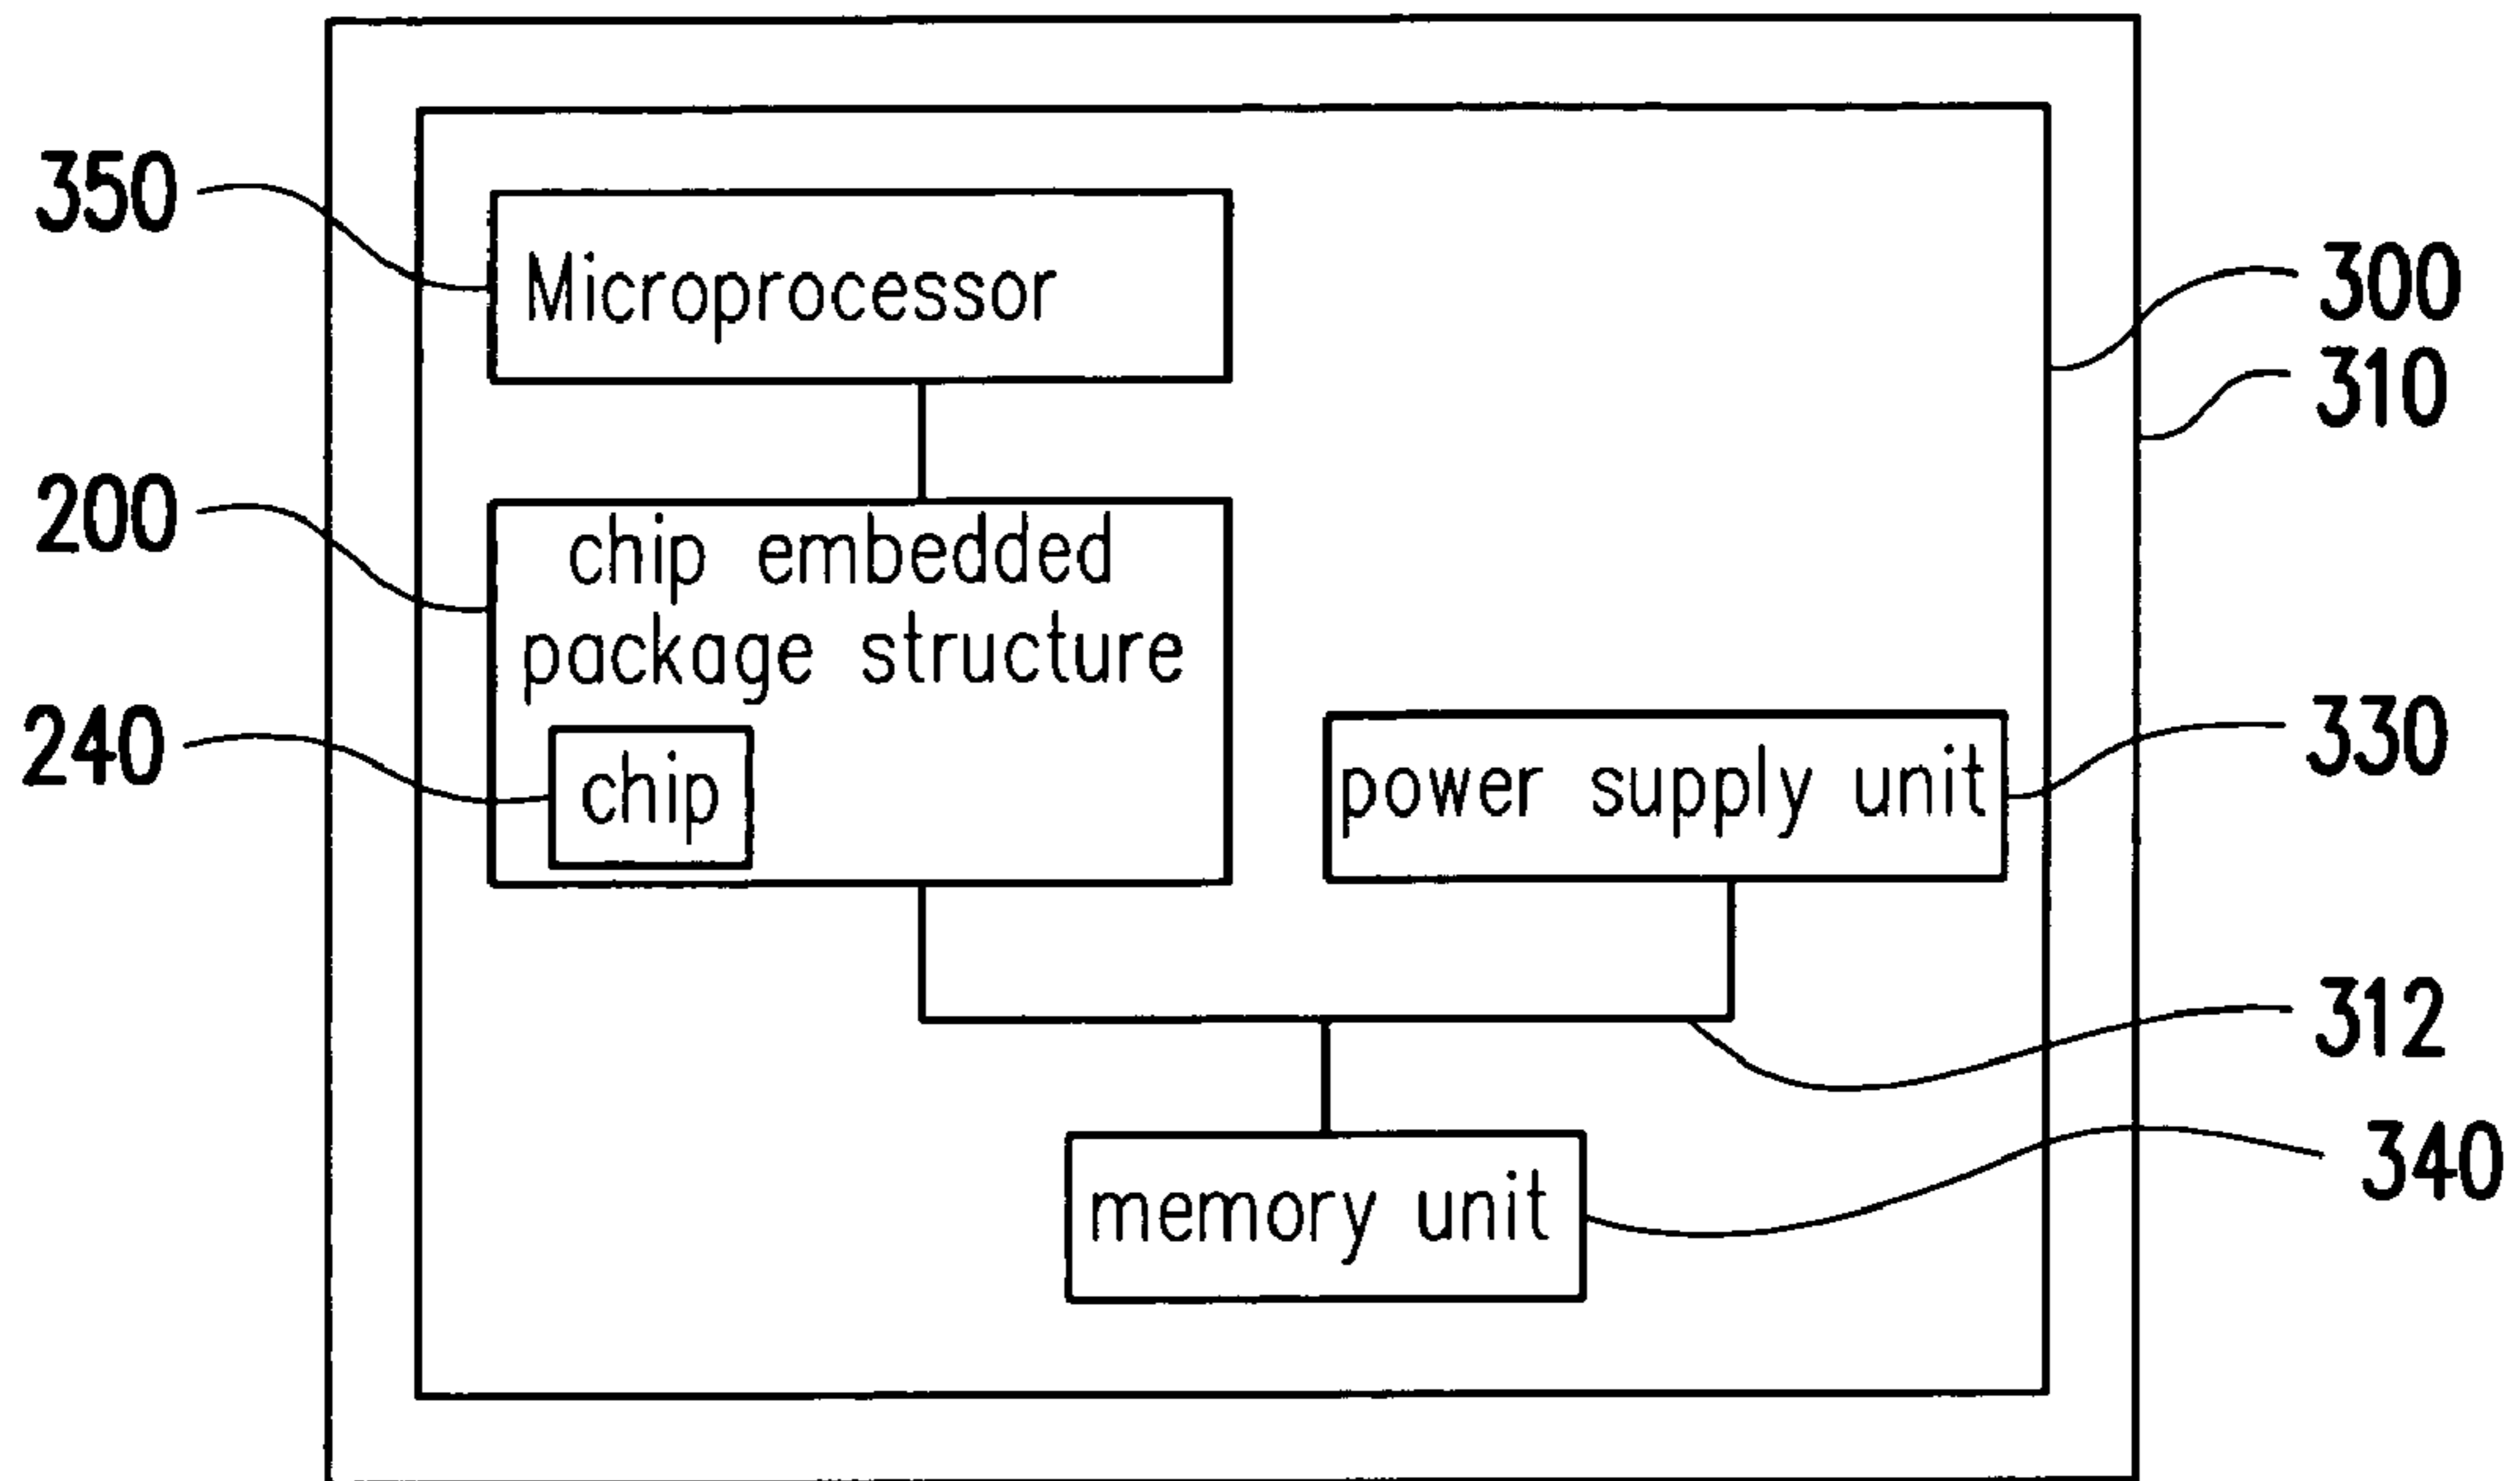 350
Microprocessor
300
310
200
chip embedded
package structure
240
chip
power supply unit
330
312
340
memory unit